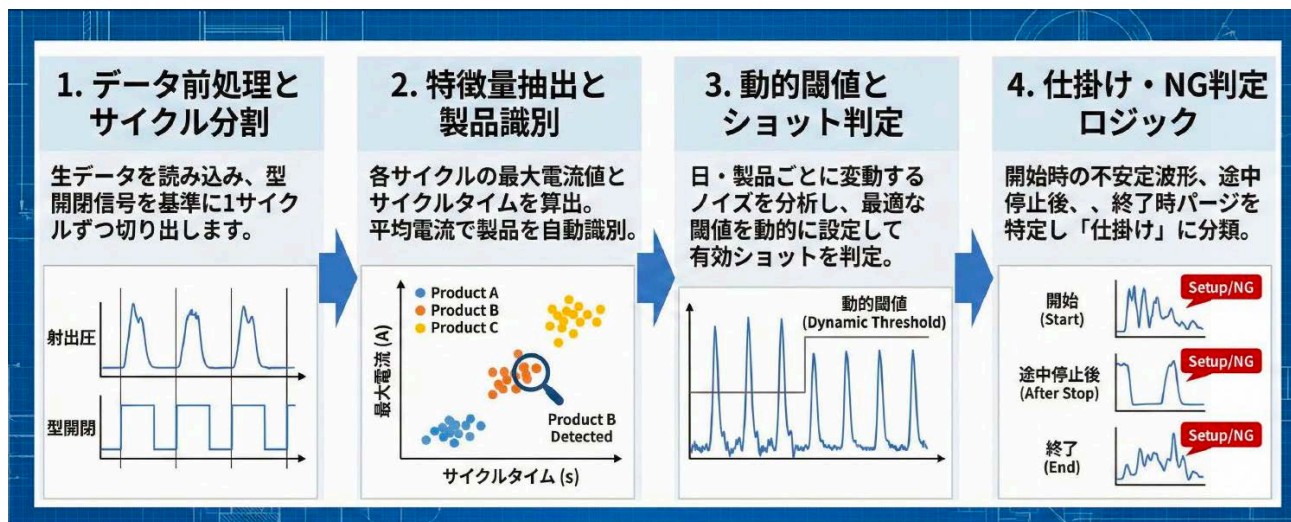 1. データ前処理と
サイクル分割
生データを読み込み、型
開閉信号を基準に1サイク
ルずつ切り出します。
射出圧
型開閉
2. 特徴量抽出と
製品識別
各サイクルの最大電流値と
サイクルタイムを算出。
平均電流で製品を自動識別。
Product A
Product B
Product C
最大電流 (A)
Product B
Detected
サイクルタイム (s)
3. 動的閾値と
ショット判定
日・製品ごとに変動する
ノイズを分析し、最適な
閾値を動的に設定して
有効ショットを判定。
動的閾値
(Dynamic Threshold)
4. 仕掛け・NG判定
ロジック
開始時の不安定波形、途中
停止後、、終了時パージを
特定し「仕掛け」に分類。
開始
(Start)
Setup/NG
途中停止後
(After Stop)
Setup/NG
終了
(End)
Setup/NG